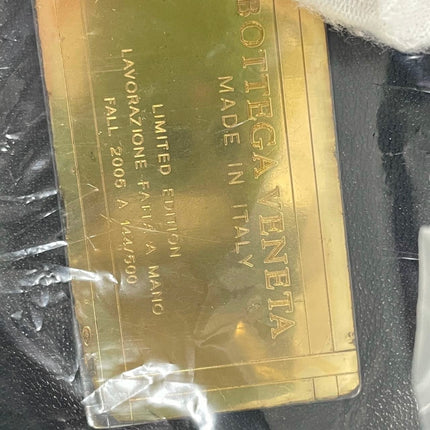 BOTTEGA VENETA
MADE IN ITALY
LIMITED EDITION
LAVORAZIONE FATTA A MANO
FALL 2005 A 144/500